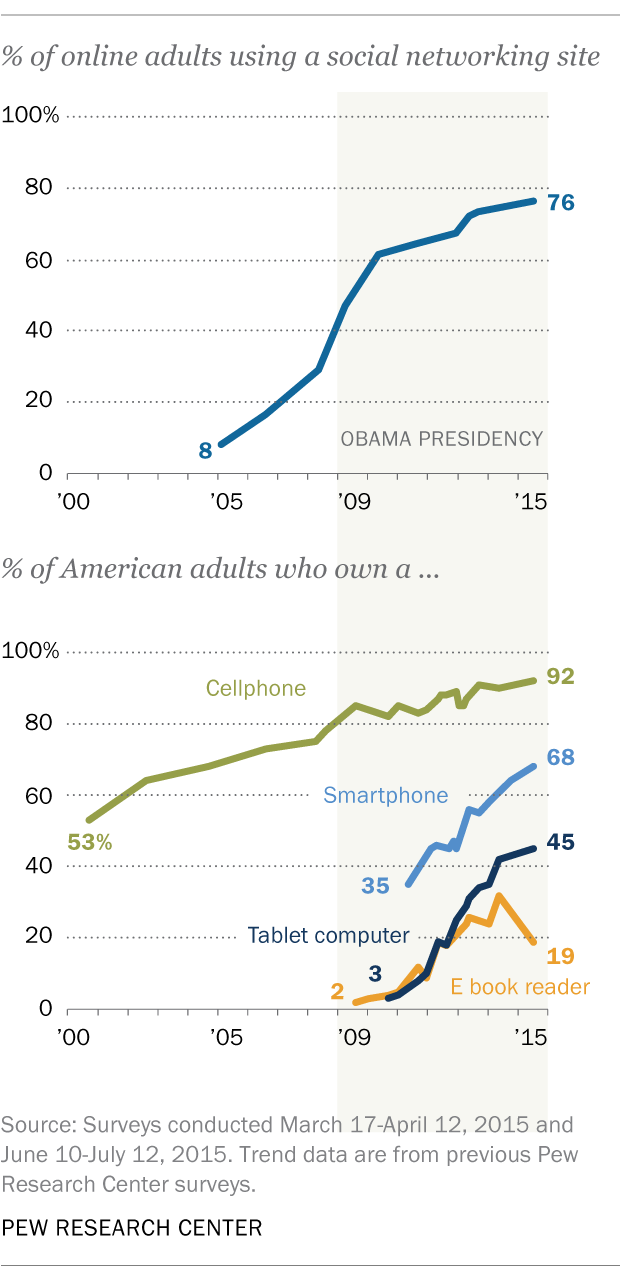 % of online adults using a social networking site
100%
80
76
60
40
20
OBAMA PRESIDENCY
8
0
’00 ’05 ’09 ’15
% of American adults who own a ...
100%
92
Cellphone
80
68
60
Smartphone
53%
45
40
35
Tablet computer
20
19
3
2
E book reader
0
’00 ’05 ’09 ’15
Source: Surveys conducted March 17-April 12, 2015 and
June 10-July 12, 2015. Trend data are from previous Pew
Research Center surveys.
PEW RESEARCH CENTER